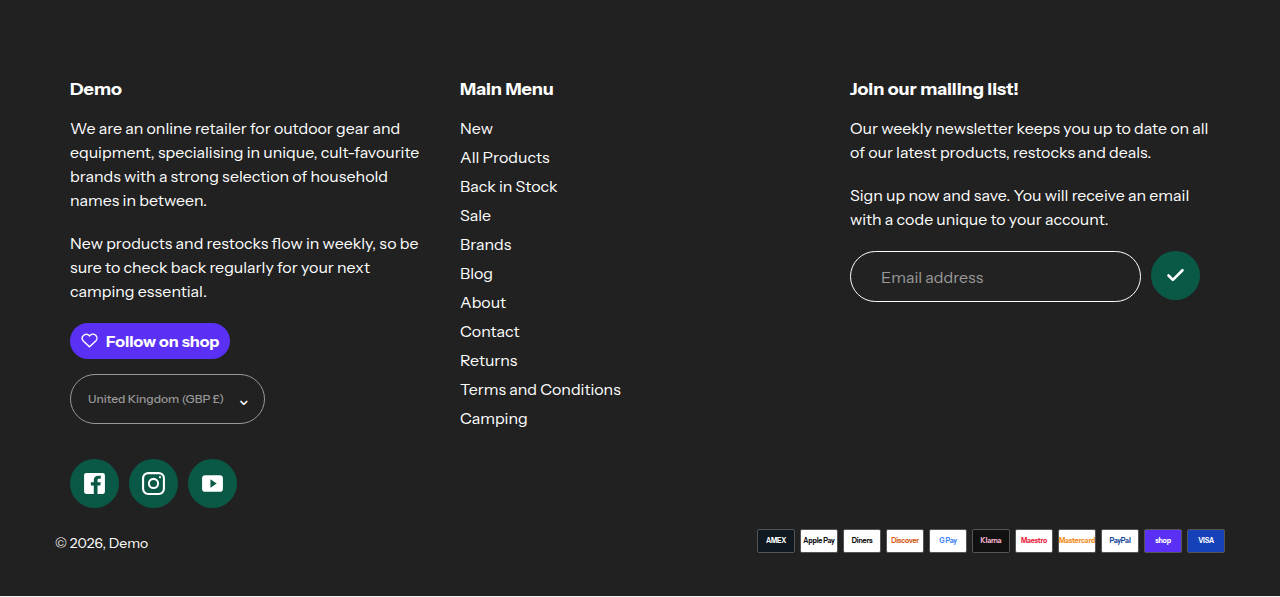 Demo
We are an online retailer for outdoor gear and
equipment, specialising in unique, cult-favourite
brands with a strong selection of household
names in between.
New products and restocks flow in weekly, so be
sure to check back regularly for your next
camping essential.
Follow on shop
United Kingdom (GBP £)
Main Menu
New
All Products
Back in Stock
Sale
Brands
Blog
About
Contact
Returns
Terms and Conditions
Camping
Join our mailing list!
Our weekly newsletter keeps you up to date on all
of our latest products, restocks and deals.
Sign up now and save. You will receive an email
with a code unique to your account.
Email address
© 2026, Demo
AMEX Apple Pay Diners Discover G Pay Klarna Maestro Mastercard PayPal shop VISA